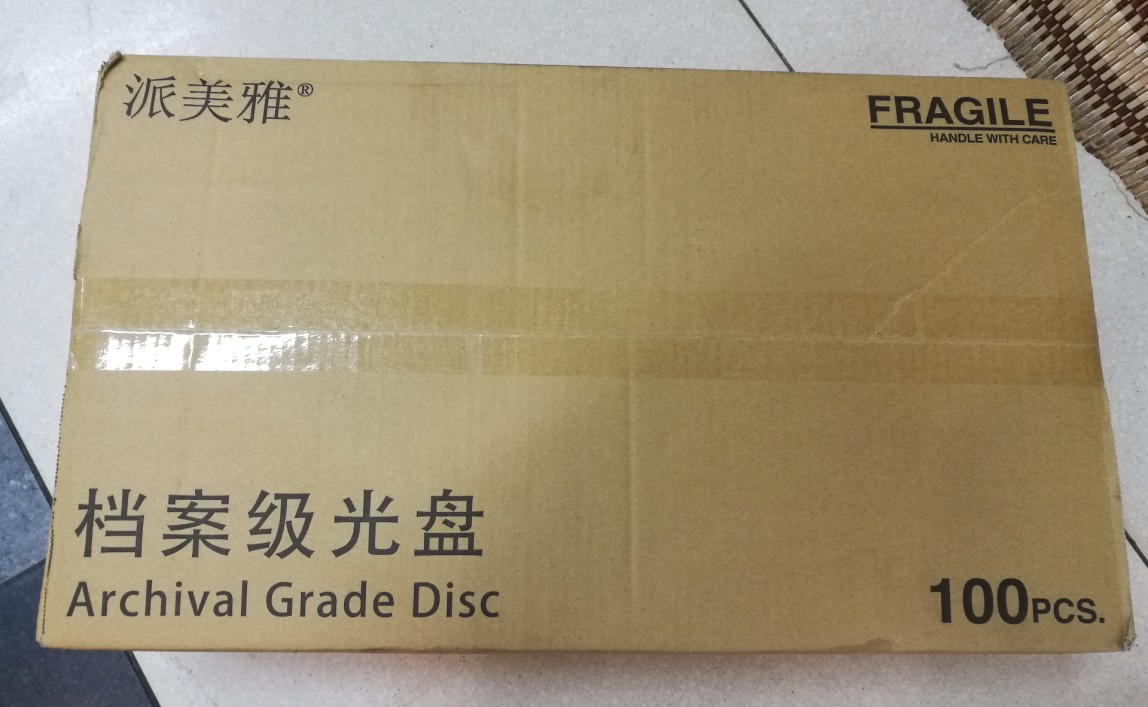 派美雅®
FRAGILE
HANDLE WITH CARE
档案级光盘
Archival Grade Disc
100PCS.